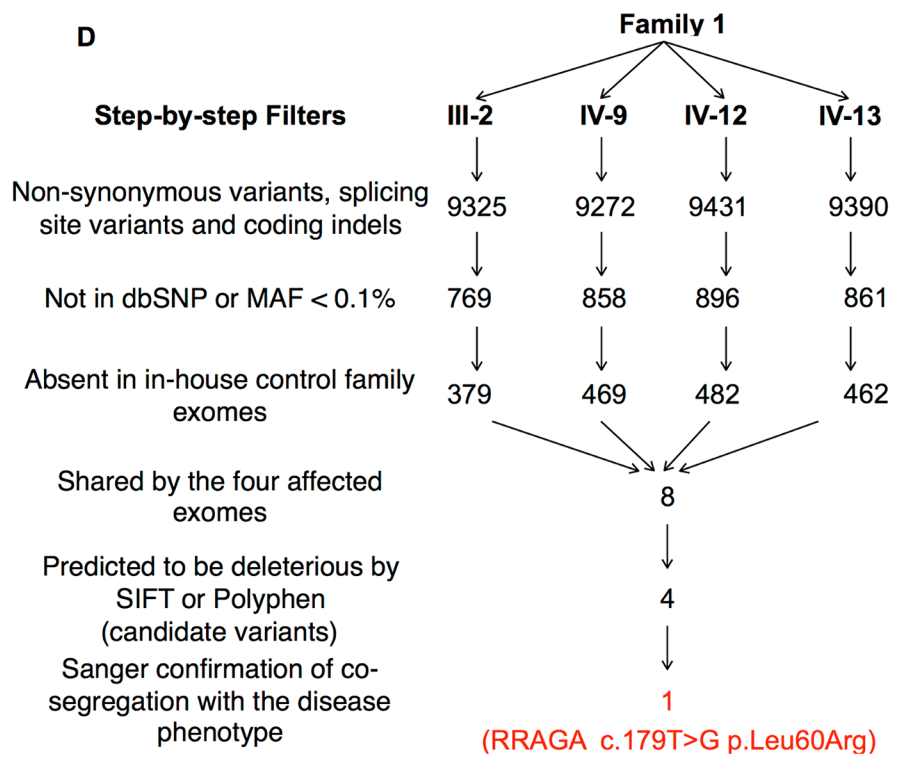 D
Family 1
Step-by-step Filters III-2 IV-9 IV-12 IV-13
Non-synonymous variants, splicing
site variants and coding indels
9325 9272 9431 9390
Not in dbSNP or MAF < 0.1% 769 858 896 861
Absent in in-house control family
exomes
379 469 482 462
Shared by the four affected
exomes
8
Predicted to be deleterious by
SIFT or Polyphen
(candidate variants)
4
Sanger confirmation of co-
segregation with the disease
phenotype
1
(RRAGA c.179T>G p.Leu60Arg)